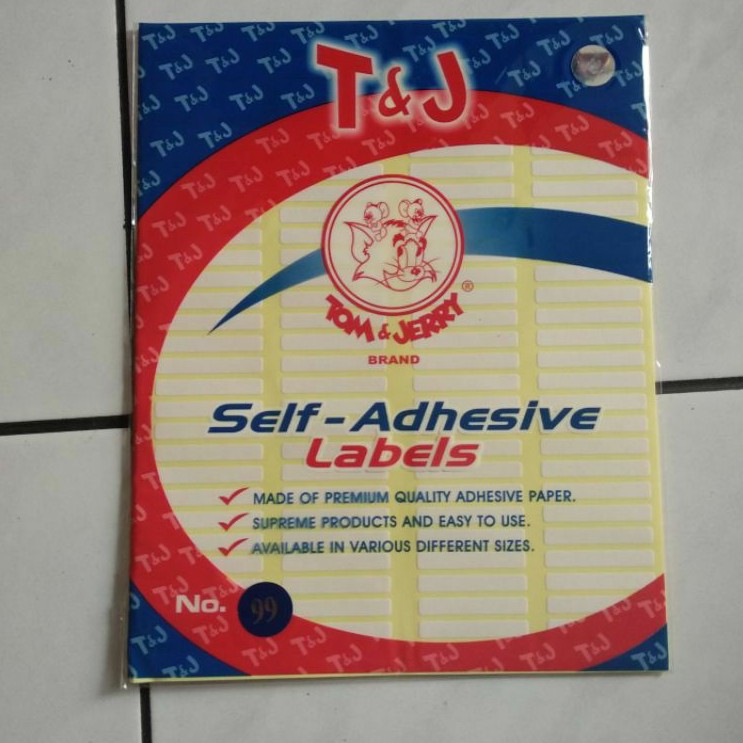 T&J
TOM & JERRY ®
BRAND
Self-Adhesive
Labels
MADE OF PREMIUM QUALITY ADHESIVE PAPER.
SUPREME PRODUCTS AND EASY TO USE.
AVAILABLE IN VARIOUS DIFFERENT SIZES.
No. 99